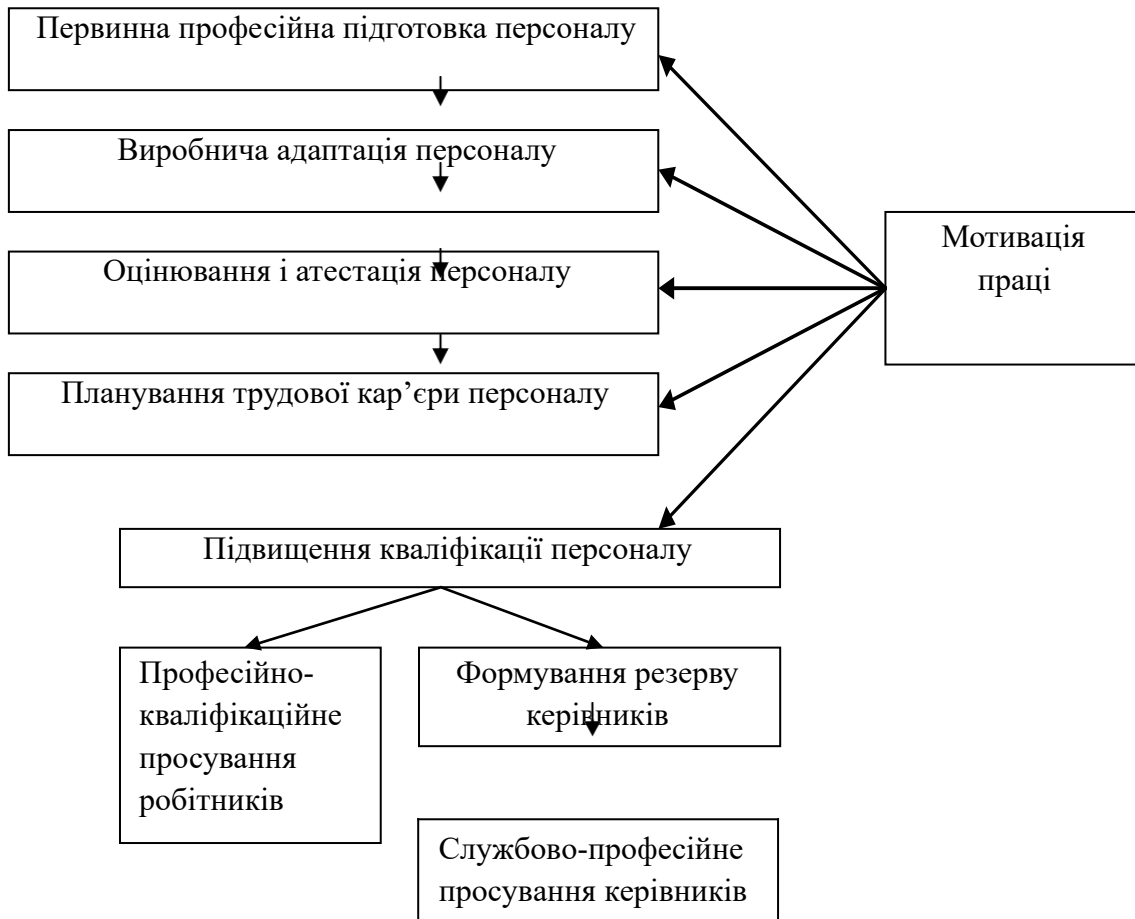 Первинна професійна підготовка персоналу
Виробнича адаптація персоналу
Оцінювання і атестація персоналу
Планування трудової кар’єри персоналу
Мотивація
праці
Підвищення кваліфікації персоналу
Професійно-
кваліфікаційне
просування
робітників
Формування резерву
керівників
Службово-професійне
просування керівників